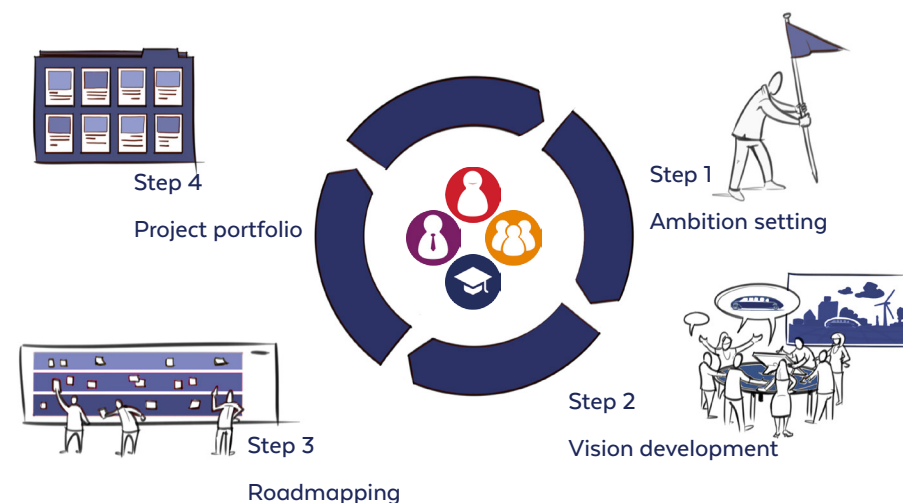 Step 1
Ambition setting
Step 2
Vision development
Step 3
Roadmapping
Step 4
Project portfolio